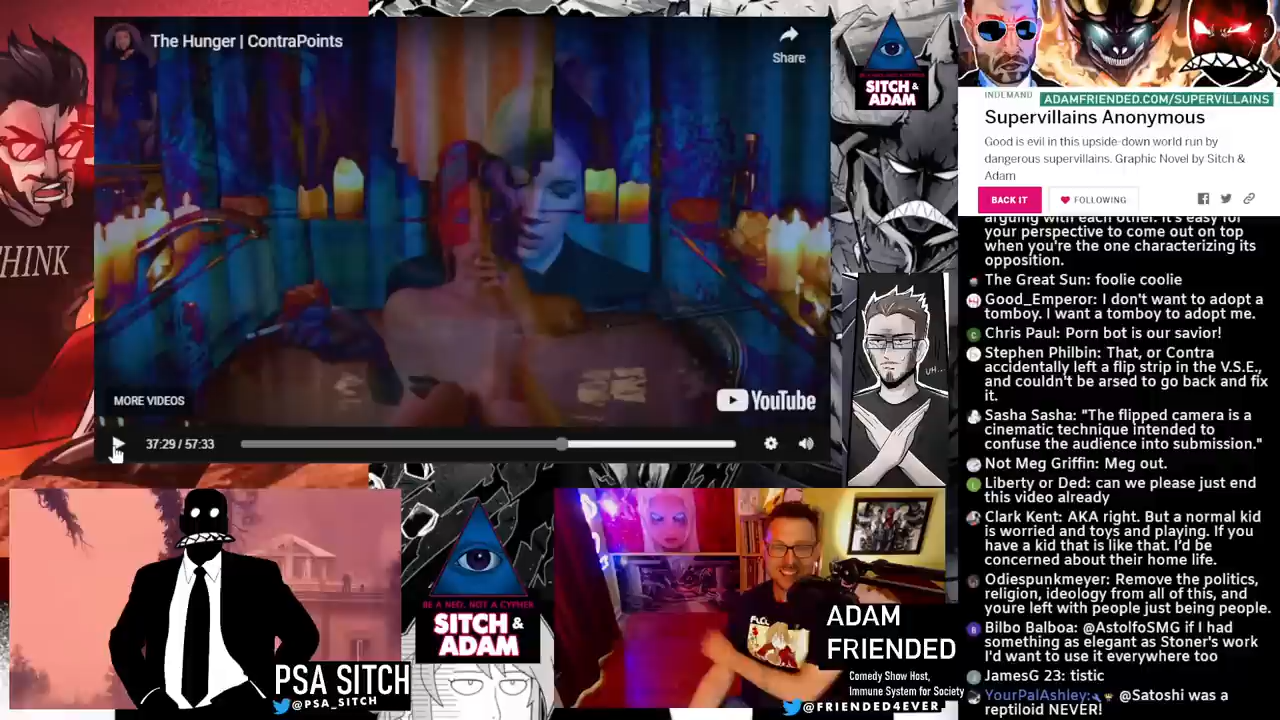 The Hunger | ContraPoints
Share
MORE VIDEOS
YouTube
37:29 / 57:33
THINK
SITCH &
ADAM
UH...
INDEMAND
ADAMFRIENDED.COM/SUPERVILLAINS
Supervillains Anonymous
Good is evil in this upside-down world run by
dangerous supervillains. Graphic Novel by Sitch &
Adam
BACK IT
FOLLOWING
arguing with each other. It's easy for
your perspective to come out on top
when you're the one characterizing its
opposition.
The Great Sun: foolie coolie
Good_Emperor: I don't want to adopt a
tomboy. I want a tomboy to adopt me.
Chris Paul: Porn bot is our savior!
Stephen Philbin: That, or Contra
accidentally left a flip strip in the V.S.E.,
and couldn't be arsed to go back and fix
it.
Sasha Sasha: "The flipped camera is a
cinematic technique intended to
confuse the audience into submission."
Not Meg Griffin: Meg out.
Liberty or Ded: can we please just end
this video already
Clark Kent: AKA right. But a normal kid
is worried and toys and playing. If you
have a kid that is like that. I'd be
concerned about their home life.
Odiespunkmeyer: Remove the politics,
religion, ideology from all of this, and
youre left with people just being people.
Bilbo Balboa: @AstolfoSMG if I had
something as elegant as Stoner's work
I'd want to use it everywhere too
JamesG 23: tistic
YourPalAshley: @Satoshi was a
reptiloid NEVER!
PSA SITCH
@PSA_SITCH
BE A NEO, NOT A CYPHER
SITCH &
ADAM
ADAM
FRIENDED
Comedy Show Host,
Immune System for Society
@FRIENDED4EVER